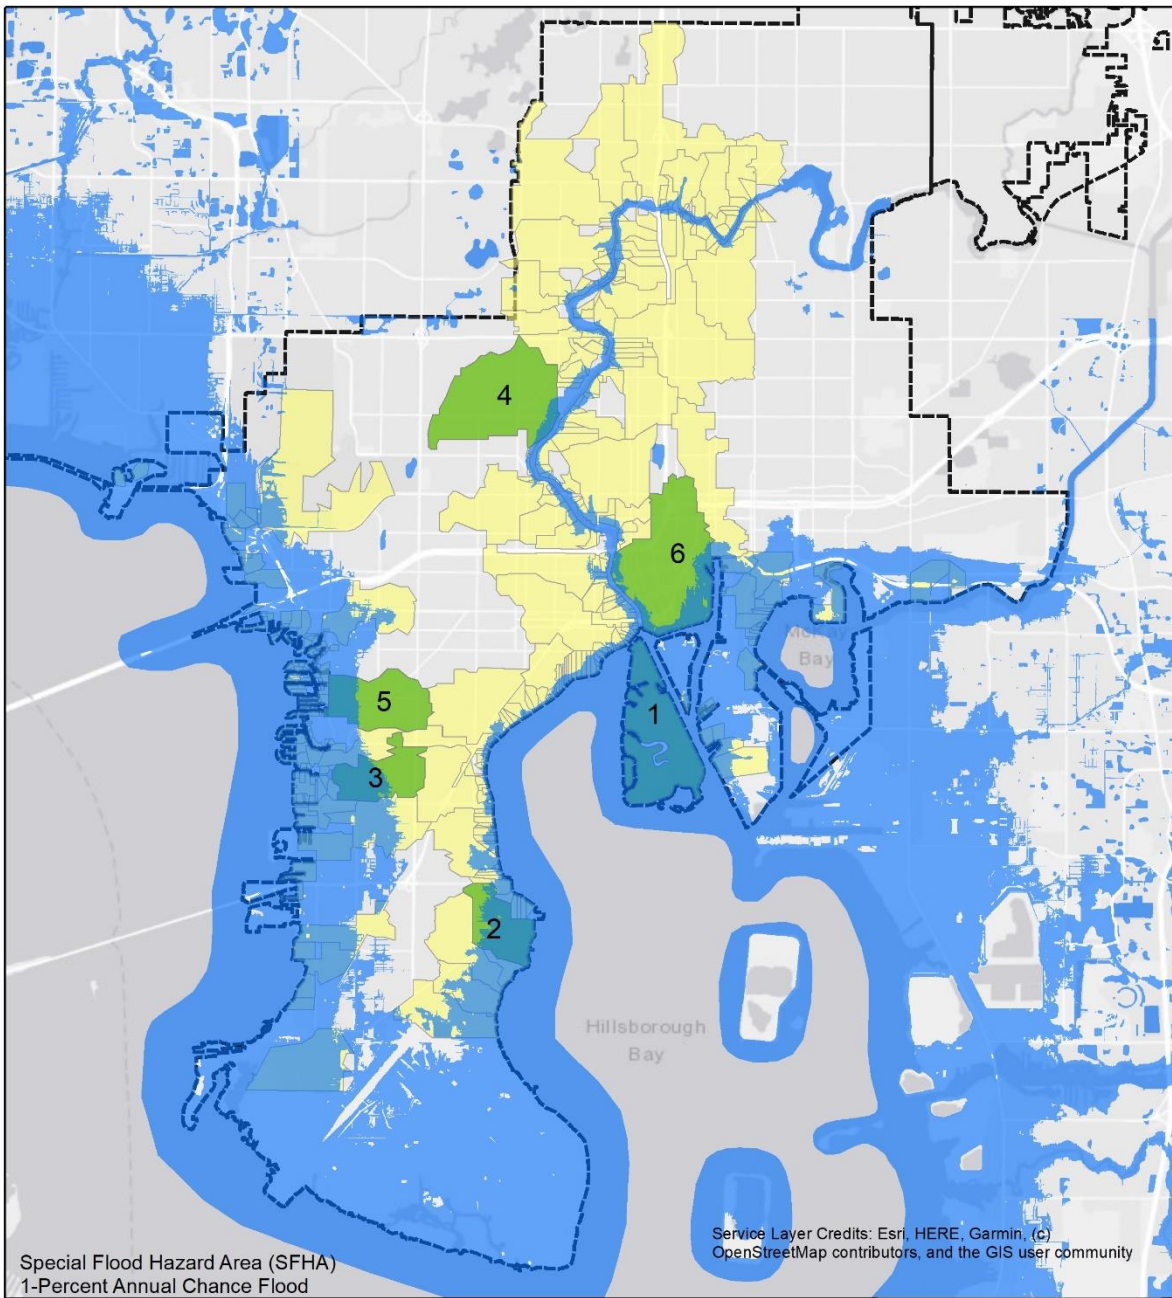 4
6
5
1
McKay
Bay
3
2
Hillsborough
Bay
Service Layer Credits: Esri, HERE, Garmin, (c)
OpenStreetMap contributors, and the GIS user community
Special Flood Hazard Area (SFHA)
1-Percent Annual Chance Flood